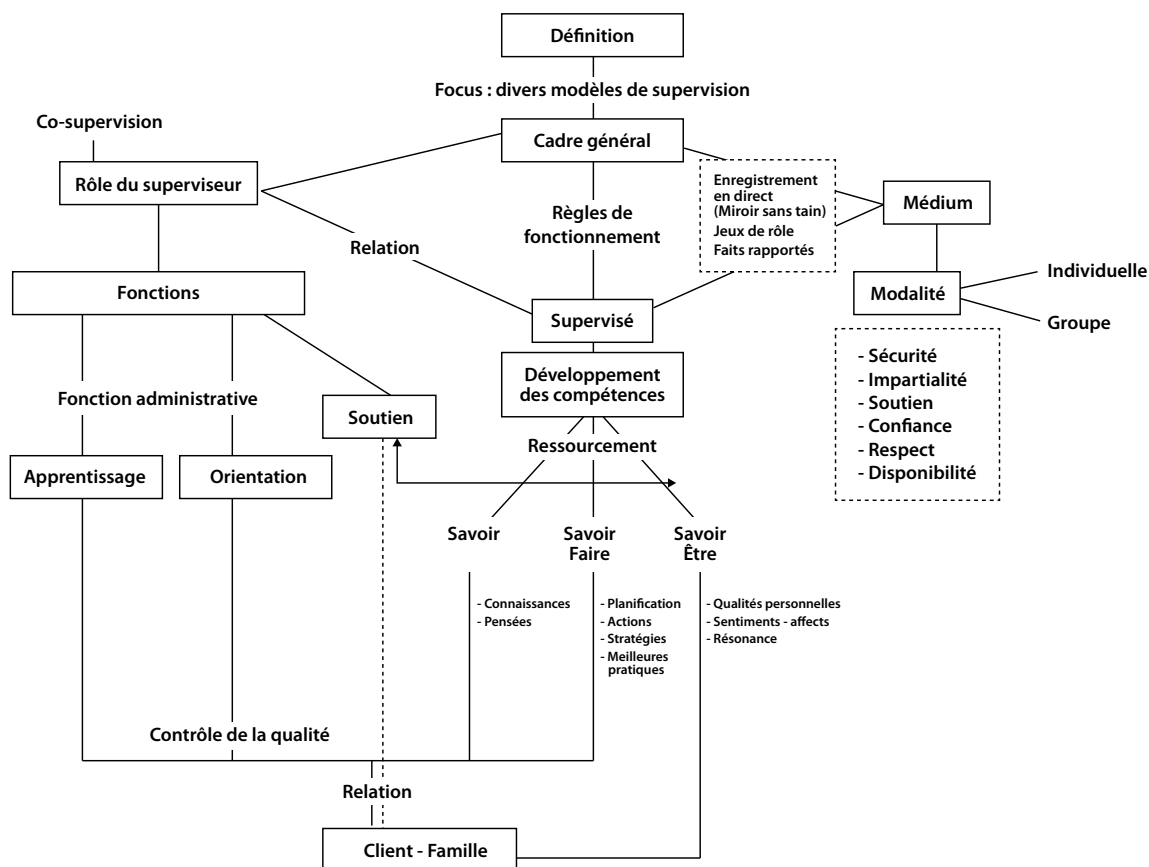 Définition
Focus : divers modèles de supervision
Co-supervision
Cadre général
Rôle du superviseur
Enregistrement
en direct
(Miroir sans tain)
Jeux de rôle
Faits rapportés
Médium
Règles de
fonctionnement
Relation
Fonctions
Modalité
Individuelle
Groupe
Supervisé
Développement
des compétences
- Sécurité
- Impartialité
- Soutien
- Confiance
- Respect
- Disponibilité
Fonction administrative
Soutien
Ressourcement
Apprentissage
Orientation
Savoir
Savoir
Faire
Savoir
Être
- Connaissances
- Pensées
- Planification
- Actions
- Stratégies
- Meilleures
pratiques
- Qualités personnelles
- Sentiments - affects
- Résonance
Contrôle de la qualité
Relation
Client - Famille